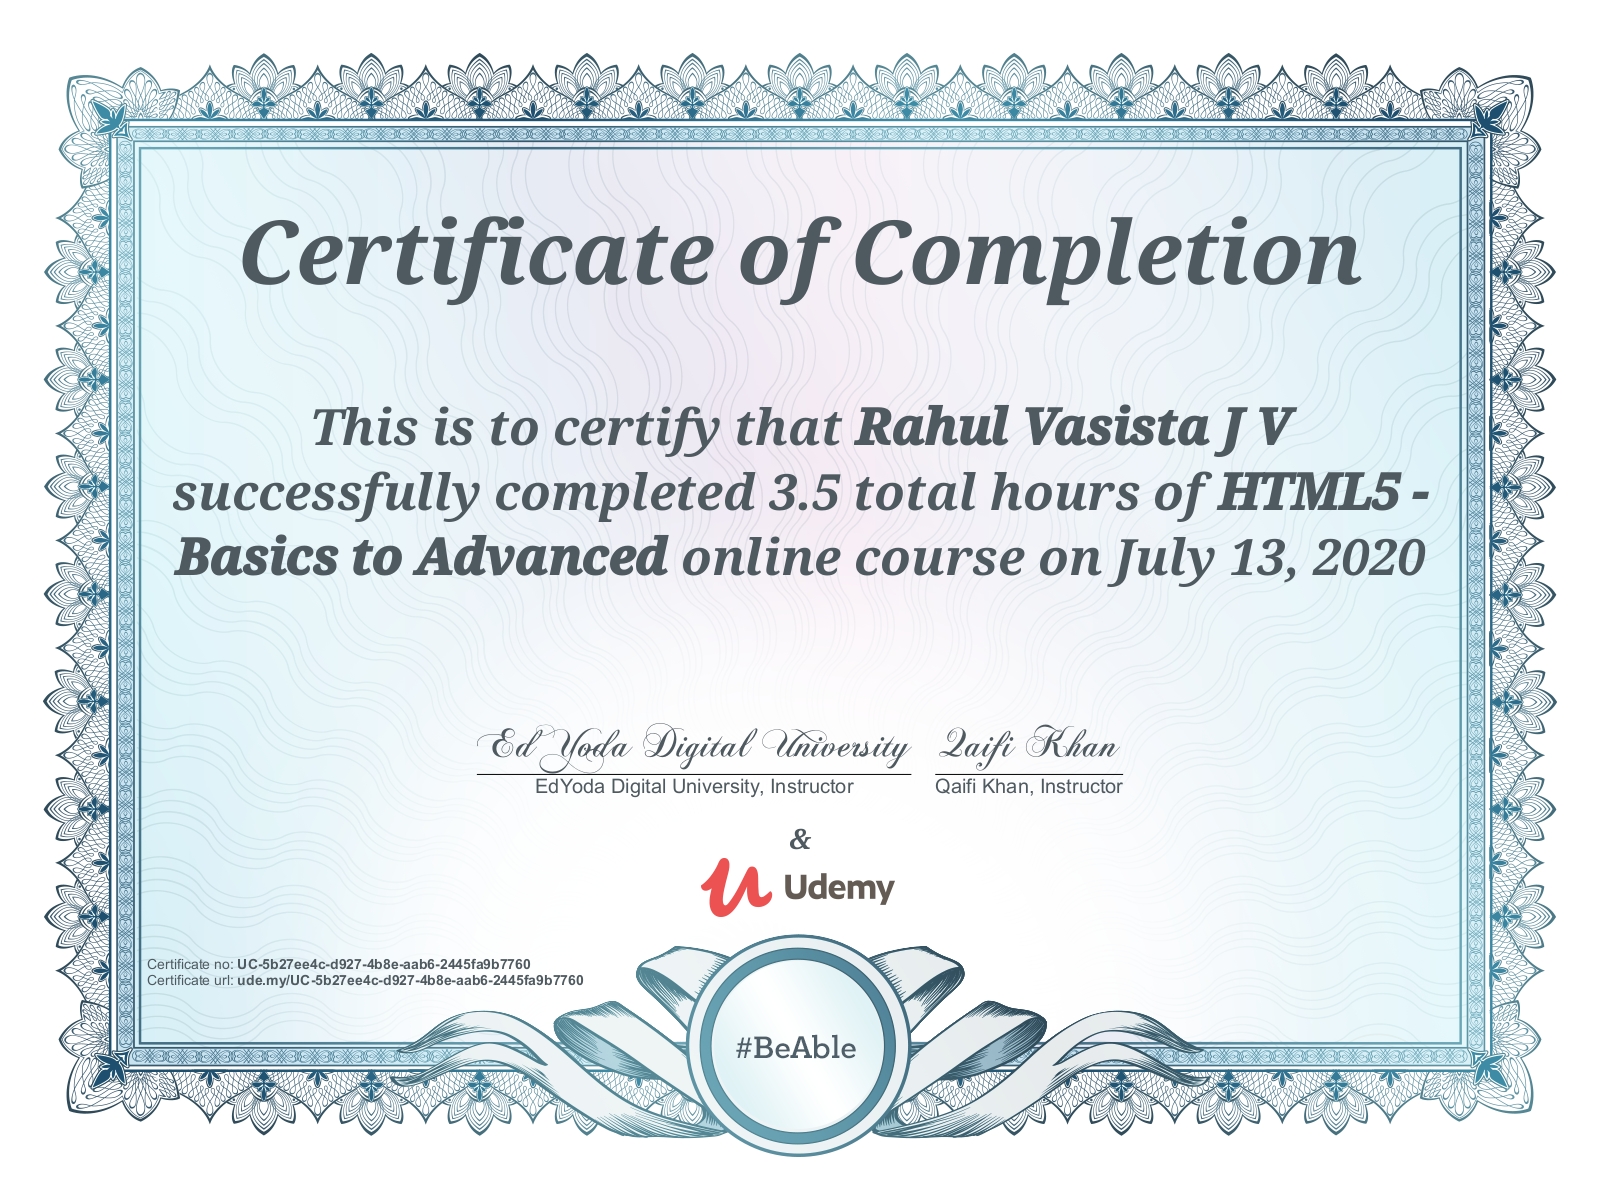 Certificate of Completion
This is to certify that Rahul Vasista J V
successfully completed 3.5 total hours of HTML5 -
Basics to Advanced online course on July 13, 2020
Ed Yoda Digital University Qaifi Khan
EdYoda Digital University, Instructor Qaifi Khan, Instructor
&
Udemy
Certificate no: UC-5b27ee4c-d927-4b8e-aab6-2445fa9b7760
Certificate url: ude.my/UC-5b27ee4c-d927-4b8e-aab6-2445fa9b7760
#BeAble